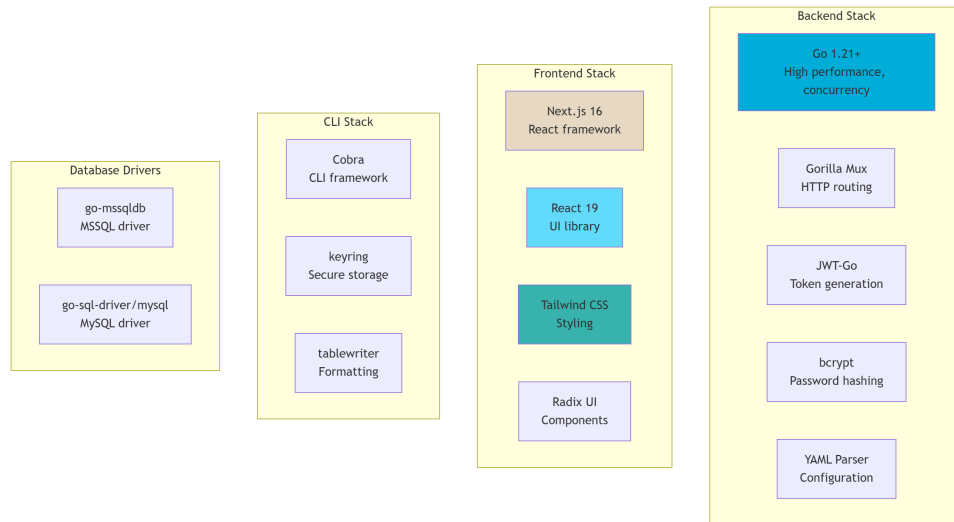 Database Drivers
go-mssqldb
MSSQL driver
go-sql-driver/mysql
MySQL driver
CLI Stack
Cobra
CLI framework
keyring
Secure storage
tablewriter
Formatting
Frontend Stack
Next.js 16
React framework
React 19
UI library
Tailwind CSS
Styling
Radix UI
Components
Backend Stack
Go 1.21+
High performance,
concurrency
Gorilla Mux
HTTP routing
JWT-Go
Token generation
bcrypt
Password hashing
YAML Parser
Configuration